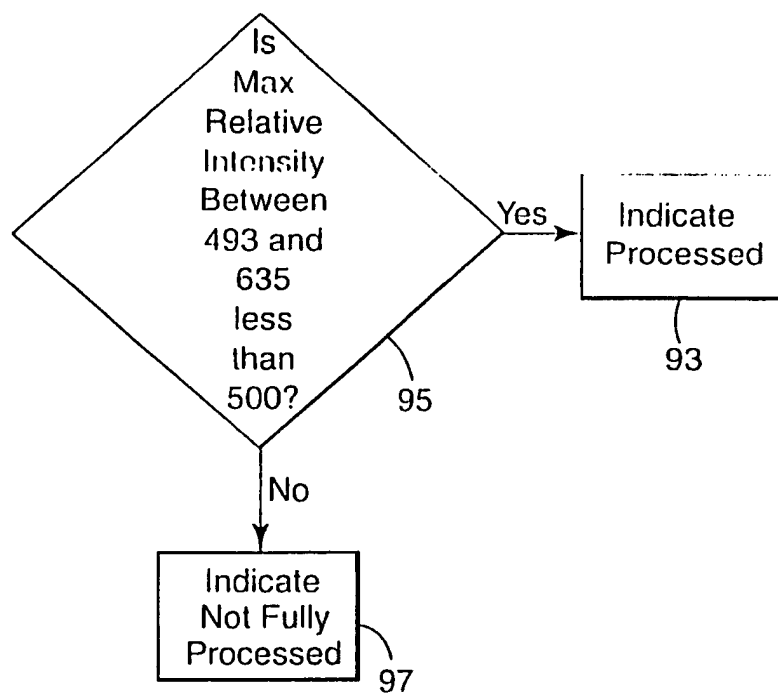 Is
Max
Relative
Intensity
Between
493 and
635
less
than
500?
Yes
Indicate
Processed
93
95
No
Indicate
Not Fully
Processed
97